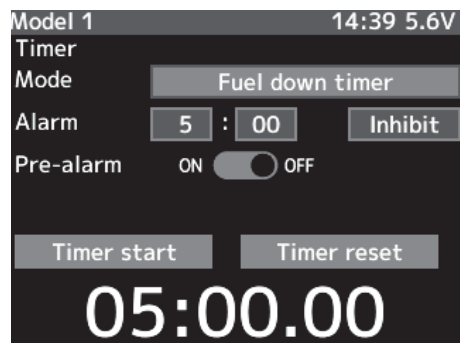 Model 1 14:39 5.6V
Timer
Mode Fuel down timer
Alarm 5 : 00 Inhibit
Pre-alarm ON OFF
Timer start Timer reset
05:00.00